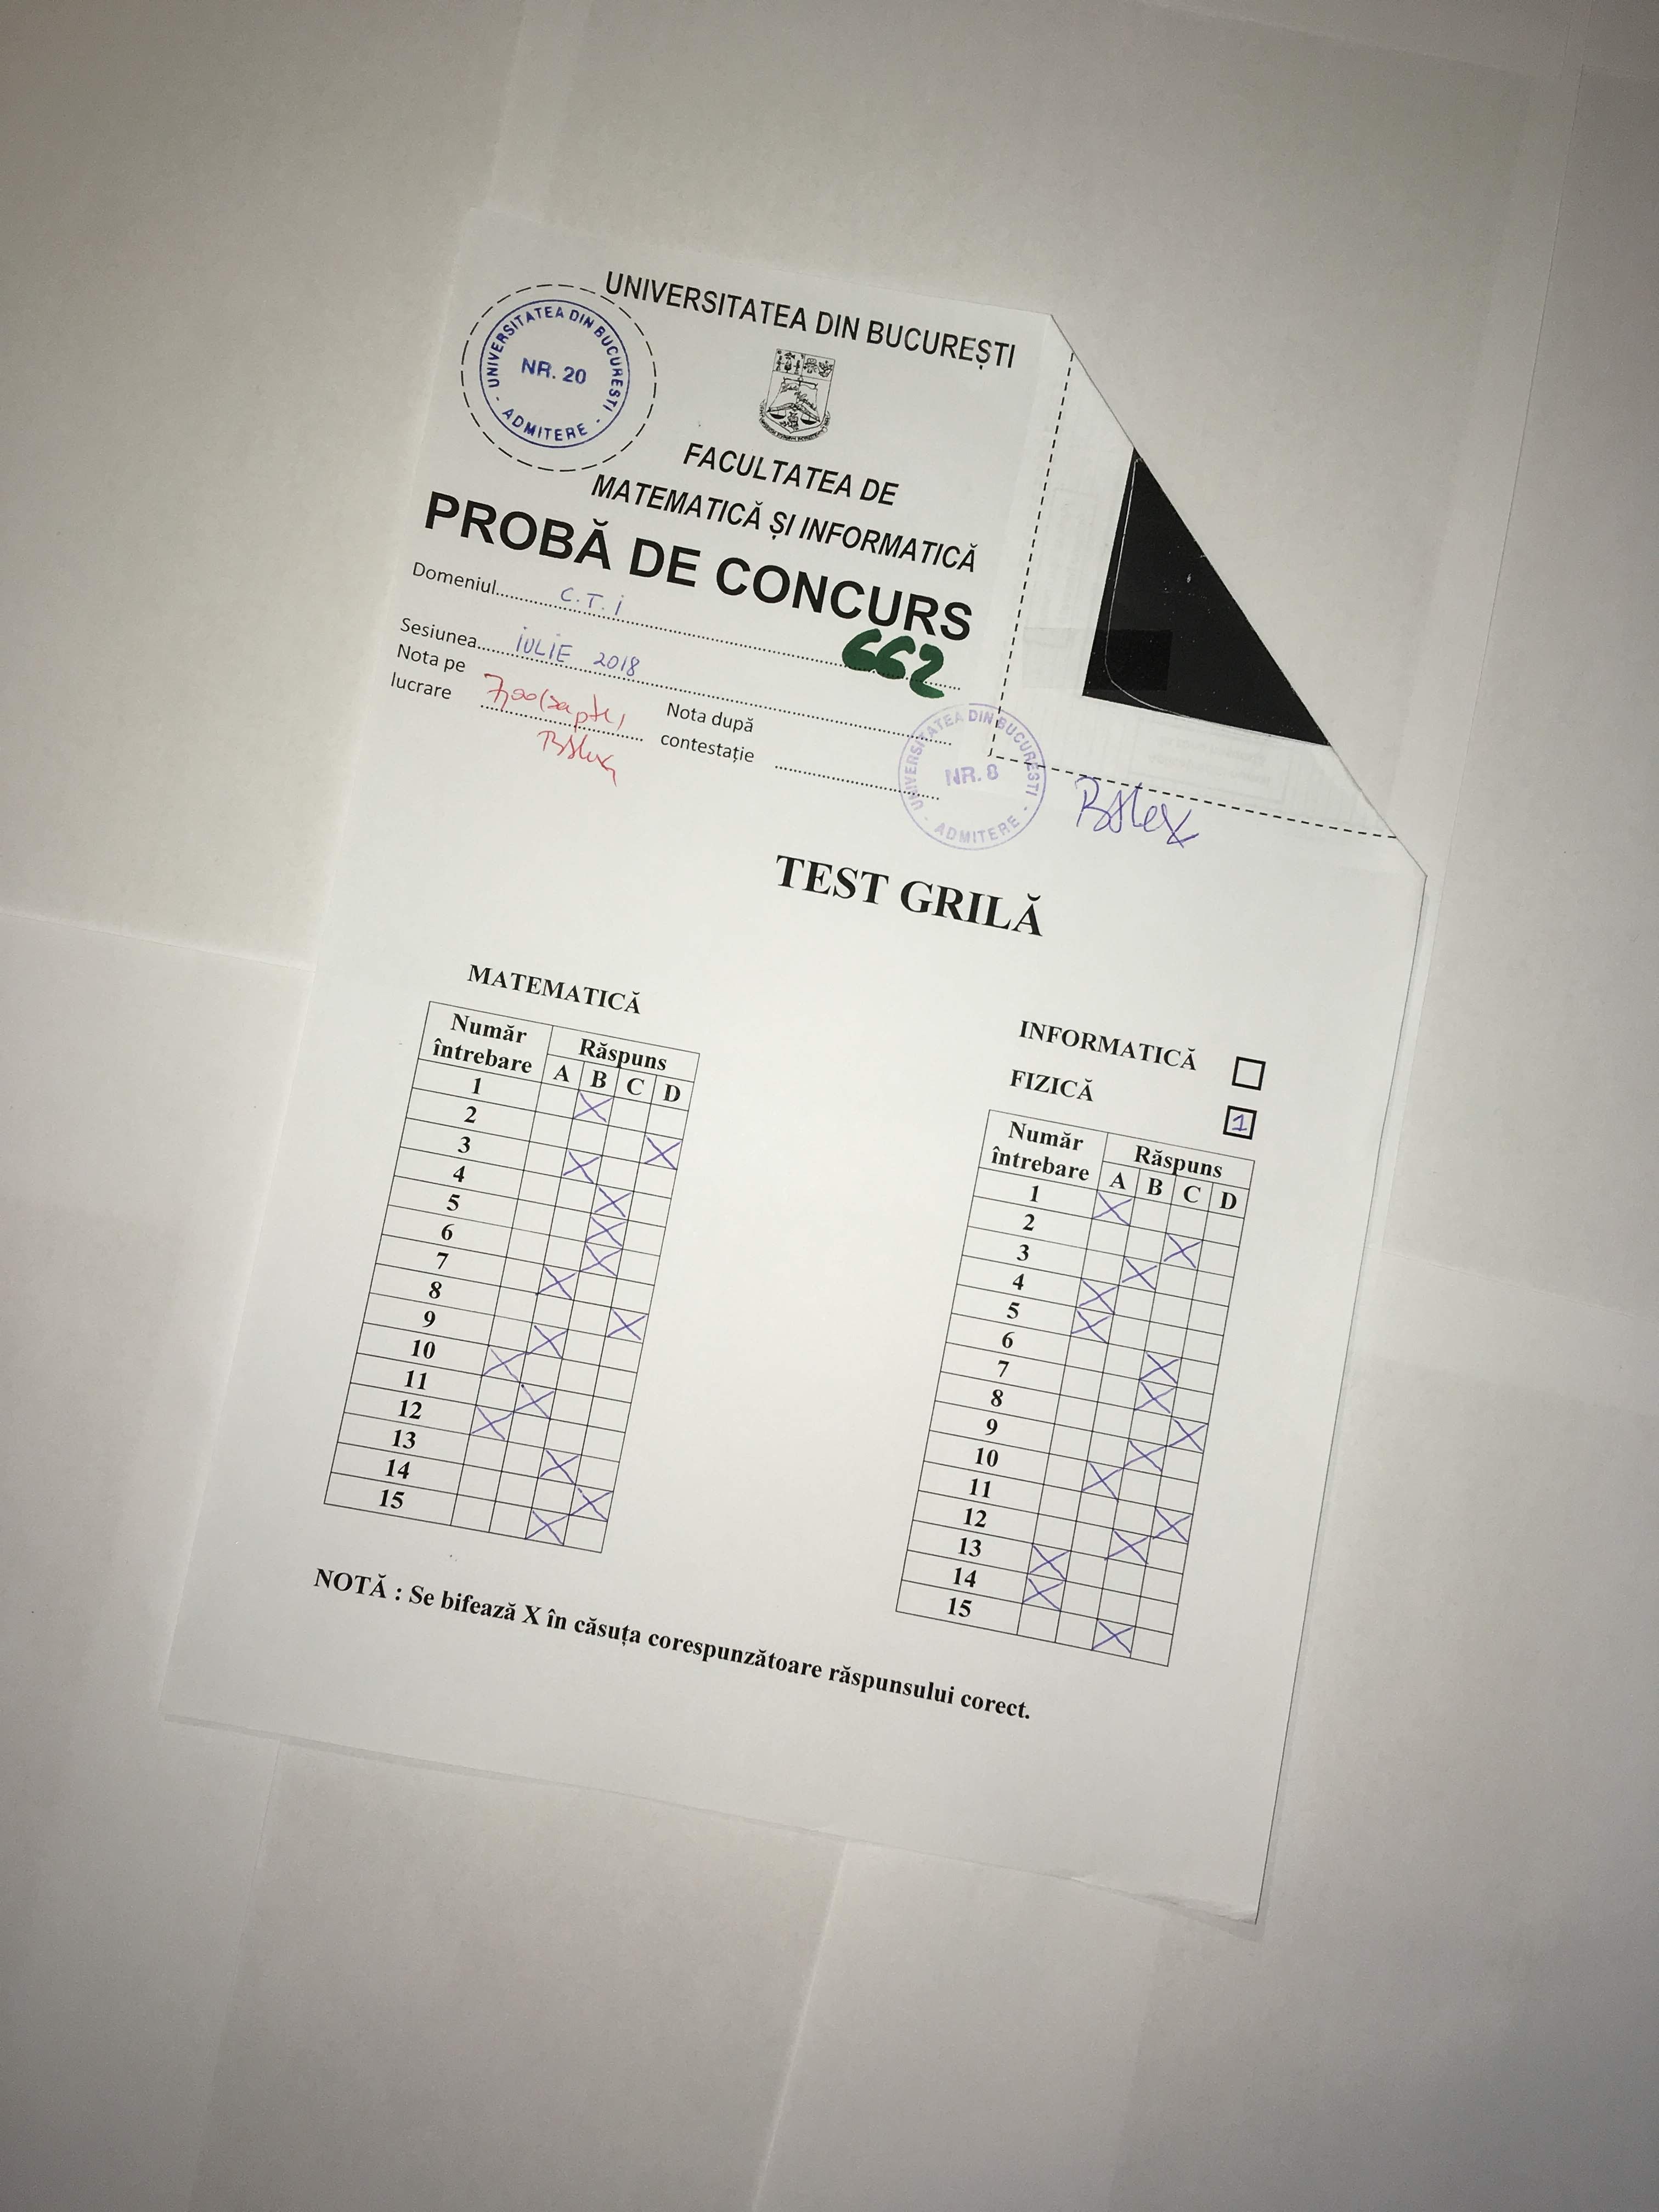 UNIVERSITATEA DIN BUCUREȘTI
UNIVERSITATEA DIN BUCURESTI
NR. 20
- ADMITERE -
FACULTATEA DE
MATEMATICĂ ȘI INFORMATICĂ
PROBĂ DE CONCURS
Domeniul C.T.I
662
Sesiunea IULIE 2018
Nota pe lucrare 7,00 (șapte)
Nota după contestație
UNIVERSITATEA DIN BUCURESTI
NR. 8
- ADMITERE -
TEST GRILĂ
MATEMATICĂ
Număr întrebare Răspuns
A B C D
1 X
2 X
3 X
4 X
5 X
6 X
7 X
8 X
9 X
10 X
11 X
12 X
13 X
14 X
15 X
INFORMATICĂ
FIZICĂ 1
Număr întrebare Răspuns
A B C D
1 X
2 X
3 X
4 X
5 X
6 X
7 X
8 X
9 X
10 X
11 X
12 X
13 X
14 X
15 X
NOTĂ : Se bifează X în căsuța corespunzătoare răspunsului corect.